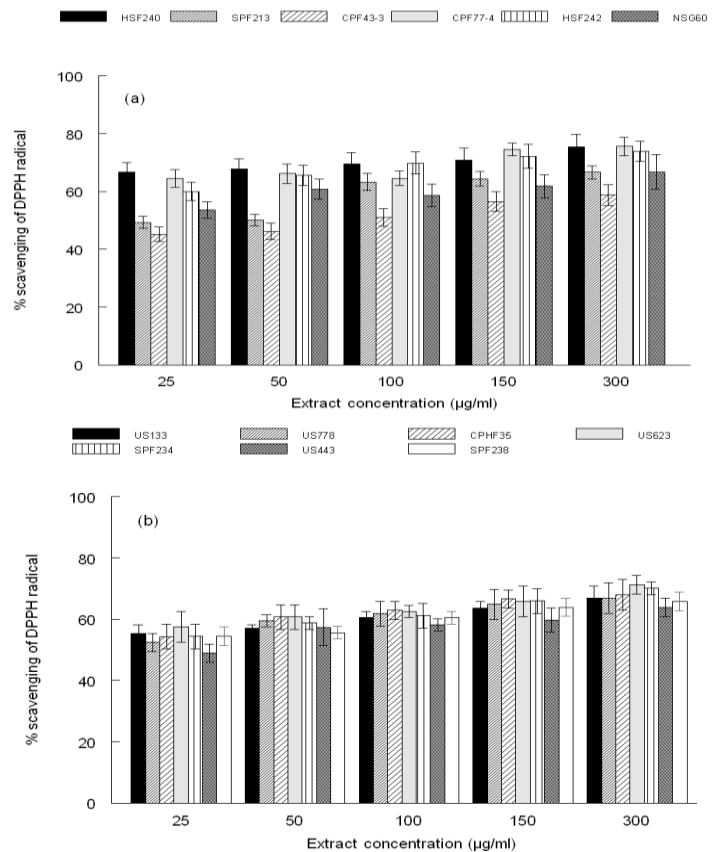 HSF240 SPF213 CPF43-3 CPF77-4 HSF242 NSG60
100
(a)
80
60
40
20
0
% scavenging of DPPH radical
25 50 100 150 300
Extract concentration (µg/ml)
US133 US778 CPHF35 US623
SPF234 US443 SPF238
100
(b)
80
60
40
20
0
% scavenging of DPPH radical
25 50 100 150 300
Extract concentration (µg/ml)